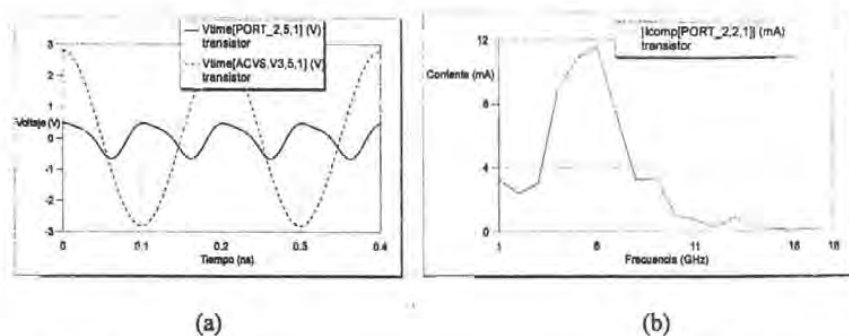 Vtime[PORT_2,5,1] (V)
transistor
Vtime[ACVS.V3,5,1] (V)
transistor
3
2
1
Voltaje (V)
0
-1
-2
-3
0
0.1
0.2
0.3
0.4
Tiempo (ns)
(a)
|Icomp[PORT_2,2,1]| (mA)
transistor
12
Corriente (mA)
8
4
0
1
6
11
16
18
Frecuencia (GHz)
(b)